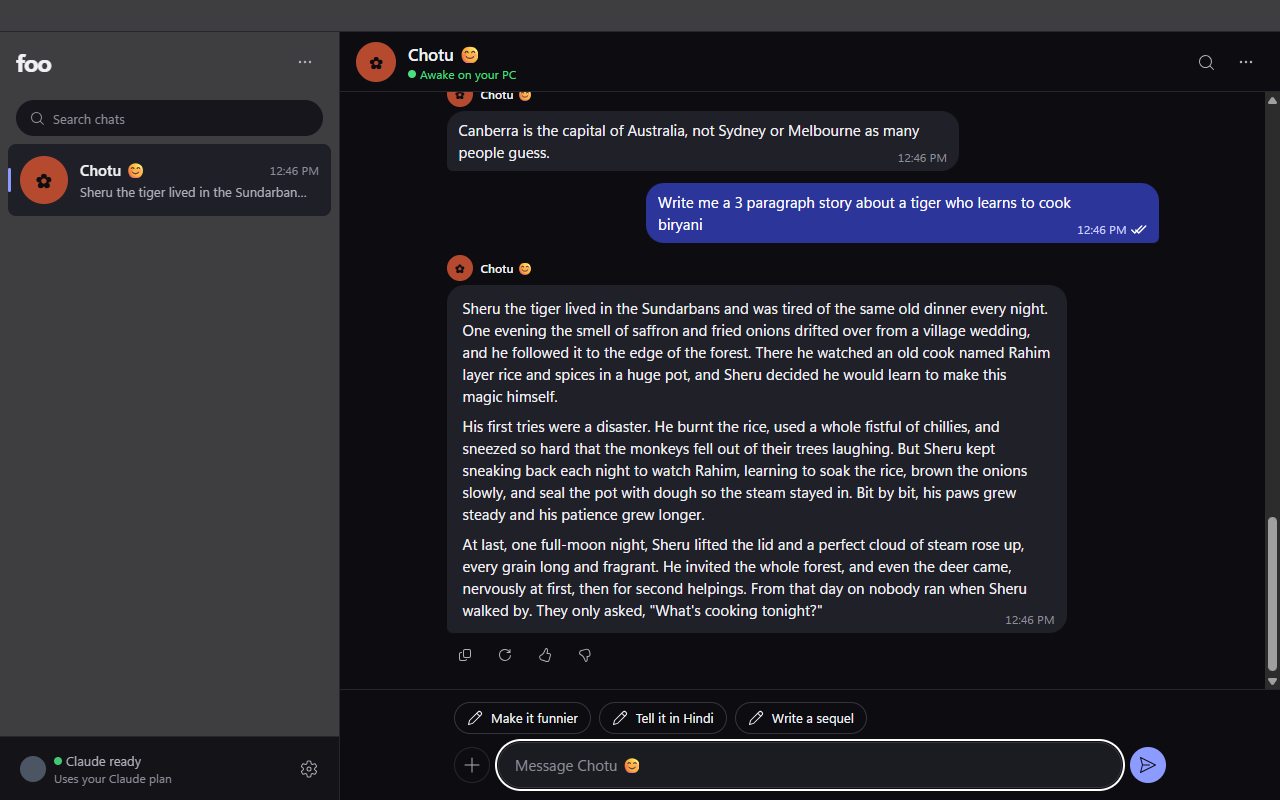 foo
Search chats
Chotu 😊
12:46 PM
Sheru the tiger lived in the Sundarban...
Claude ready
Uses your Claude plan
Chotu 😊
Awake on your PC
Chotu 😊
Canberra is the capital of Australia, not Sydney or Melbourne as many
people guess.
12:46 PM
Write me a 3 paragraph story about a tiger who learns to cook
biryani
12:46 PM
Chotu 😊
Sheru the tiger lived in the Sundarbans and was tired of the same old dinner every night.
One evening the smell of saffron and fried onions drifted over from a village wedding,
and he followed it to the edge of the forest. There he watched an old cook named Rahim
layer rice and spices in a huge pot, and Sheru decided he would learn to make this
magic himself.
His first tries were a disaster. He burnt the rice, used a whole fistful of chillies, and
sneezed so hard that the monkeys fell out of their trees laughing. But Sheru kept
sneaking back each night to watch Rahim, learning to soak the rice, brown the onions
slowly, and seal the pot with dough so the steam stayed in. Bit by bit, his paws grew
steady and his patience grew longer.
At last, one full-moon night, Sheru lifted the lid and a perfect cloud of steam rose up,
every grain long and fragrant. He invited the whole forest, and even the deer came,
nervously at first, then for second helpings. From that day on nobody ran when Sheru
walked by. They only asked, "What's cooking tonight?"
12:46 PM
Make it funnier
Tell it in Hindi
Write a sequel
Message Chotu 😊